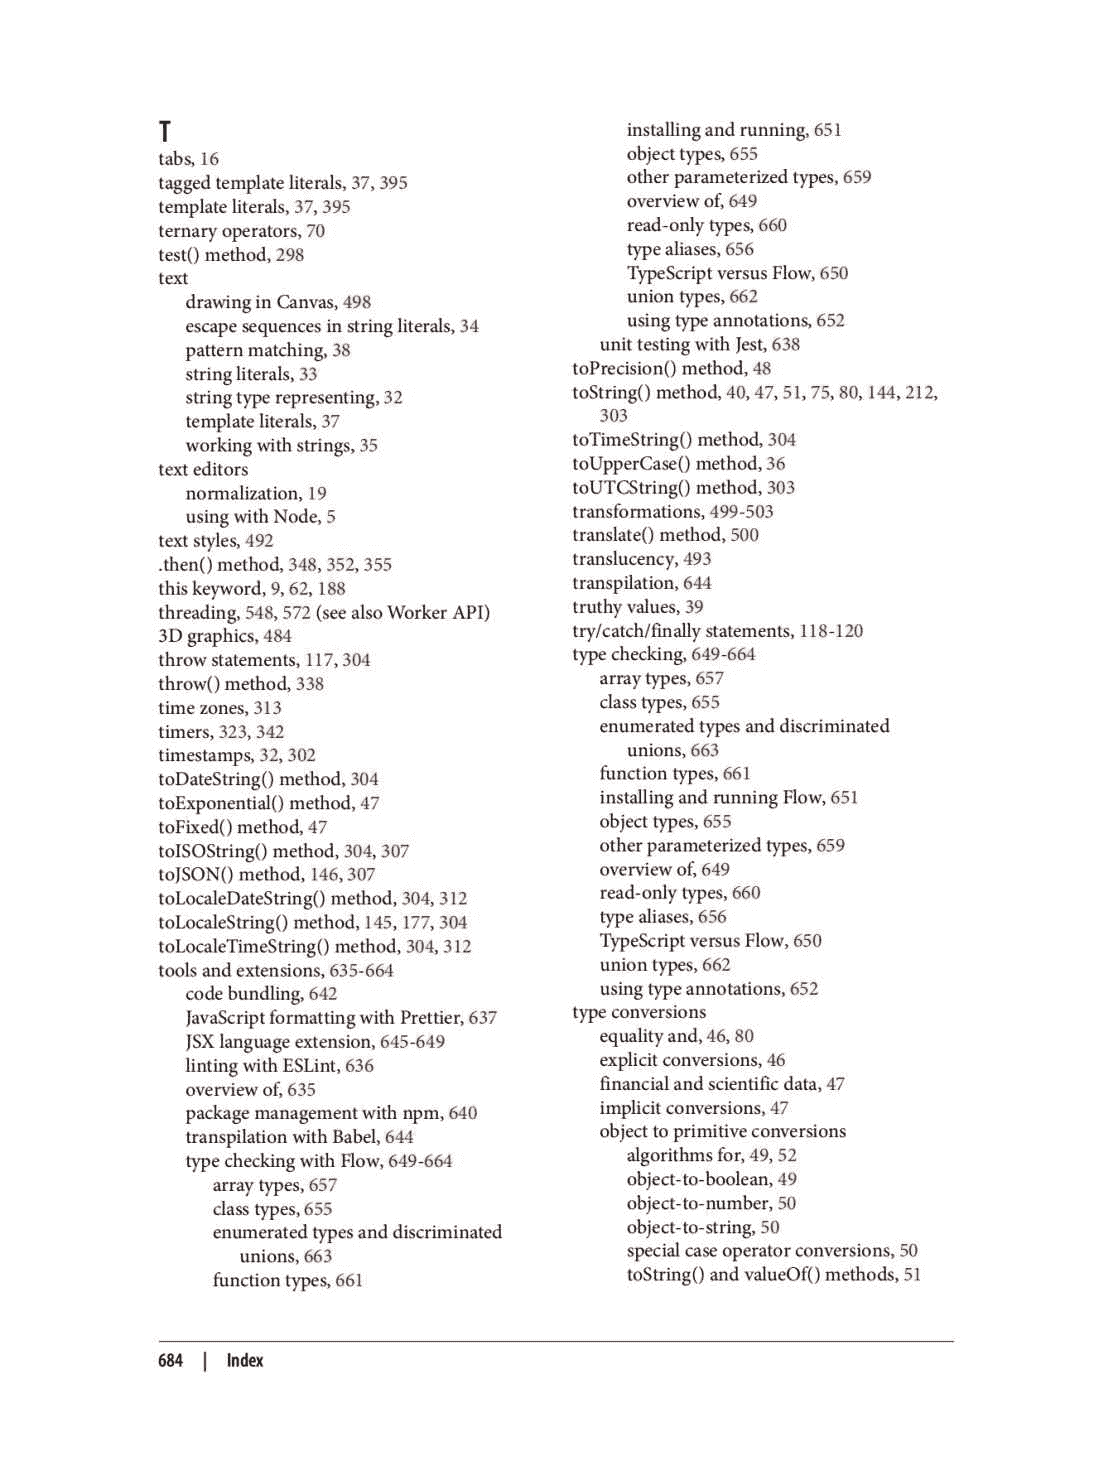 T
tabs, 16
tagged template literals, 37, 395
template literals, 37, 395
ternary operators, 70
test() method, 298
text
drawing in Canvas, 498
escape sequences in string literals, 34
pattern matching, 38
string literals, 33
string type representing, 32
template literals, 37
working with strings, 35
text editors
normalization, 19
using with Node, 5
text styles, 492
.then() method, 348, 352, 355
this keyword, 9, 62, 188
threading, 548, 572 (see also Worker API)
3D graphics, 484
throw statements, 117, 304
throw() method, 338
time zones, 313
timers, 323, 342
timestamps, 32, 302
toDateString() method, 304
toExponential() method, 47
toFixed() method, 47
toISOString() method, 304, 307
toJSON() method, 146, 307
toLocaleDateString() method, 304, 312
toLocaleString() method, 145, 177, 304
toLocaleTimeString() method, 304, 312
tools and extensions, 635-664
code bundling, 642
JavaScript formatting with Prettier, 637
JSX language extension, 645-649
linting with ESLint, 636
overview of, 635
package management with npm, 640
transpilation with Babel, 644
type checking with Flow, 649-664
array types, 657
class types, 655
enumerated types and discriminated
unions, 663
function types, 661
installing and running, 651
object types, 655
other parameterized types, 659
overview of, 649
read-only types, 660
type aliases, 656
TypeScript versus Flow, 650
union types, 662
using type annotations, 652
unit testing with Jest, 638
toPrecision() method, 48
toString() method, 40, 47, 51, 75, 80, 144, 212,
303
toTimeString() method, 304
toUpperCase() method, 36
toUTCString() method, 303
transformations, 499-503
translate() method, 500
translucency, 493
transpilation, 644
truthy values, 39
try/catch/finally statements, 118-120
type checking, 649-664
array types, 657
class types, 655
enumerated types and discriminated
unions, 663
function types, 661
installing and running Flow, 651
object types, 655
other parameterized types, 659
overview of, 649
read-only types, 660
type aliases, 656
TypeScript versus Flow, 650
union types, 662
using type annotations, 652
type conversions
equality and, 46, 80
explicit conversions, 46
financial and scientific data, 47
implicit conversions, 47
object to primitive conversions
algorithms for, 49, 52
object-to-boolean, 49
object-to-number, 50
object-to-string, 50
special case operator conversions, 50
toString() and valueOf() methods, 51
684 | Index